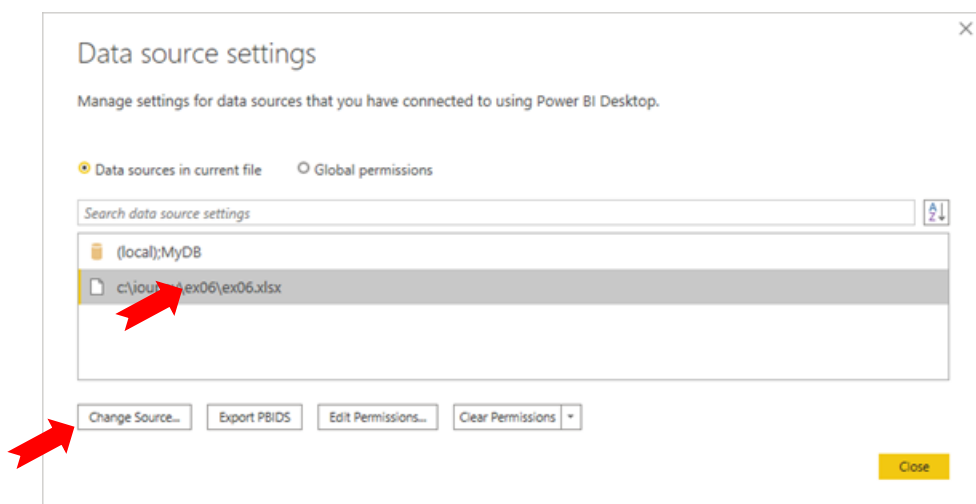 Data source settings
Manage settings for data sources that you have connected to using Power BI Desktop.
Data sources in current file
Global permissions
Search data source settings
A
Z
(local);MyDB
\ex06\ex06.xlsx
Change Source...
Export PBIDS
Edit Permissions...
Clear Permissions
Close